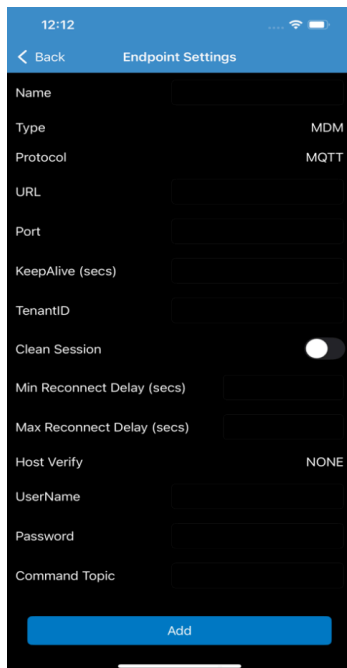 12:12
Back Endpoint Settings
Name
Type MDM
Protocol MQTT
URL
Port
KeepAlive (secs)
TenantID
Clean Session
Min Reconnect Delay (secs)
Max Reconnect Delay (secs)
Host Verify NONE
UserName
Password
Command Topic
Add